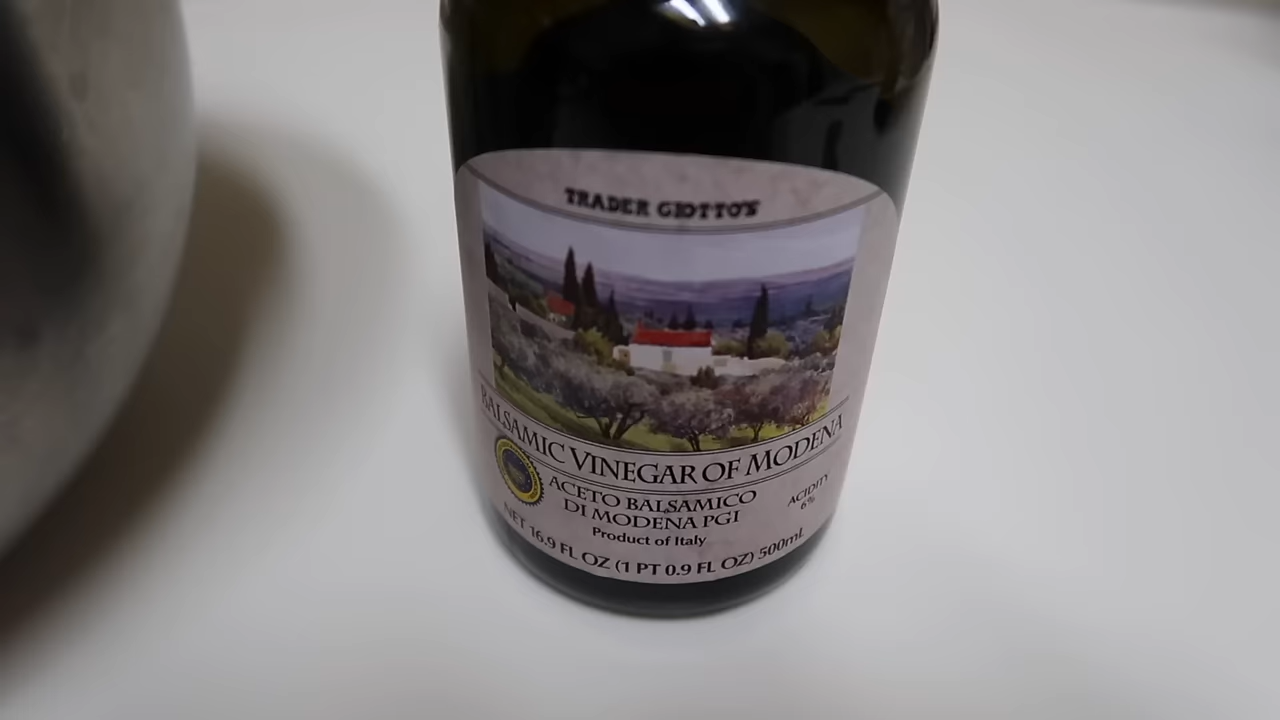 TRADER GIOTTO'S
BALSAMIC VINEGAR OF MODENA
ACETO BALSAMICO
DI MODENA PGI
ACIDITY
6%
Product of Italy
NET 16.9 FL OZ (1 PT 0.9 FL OZ) 500mL